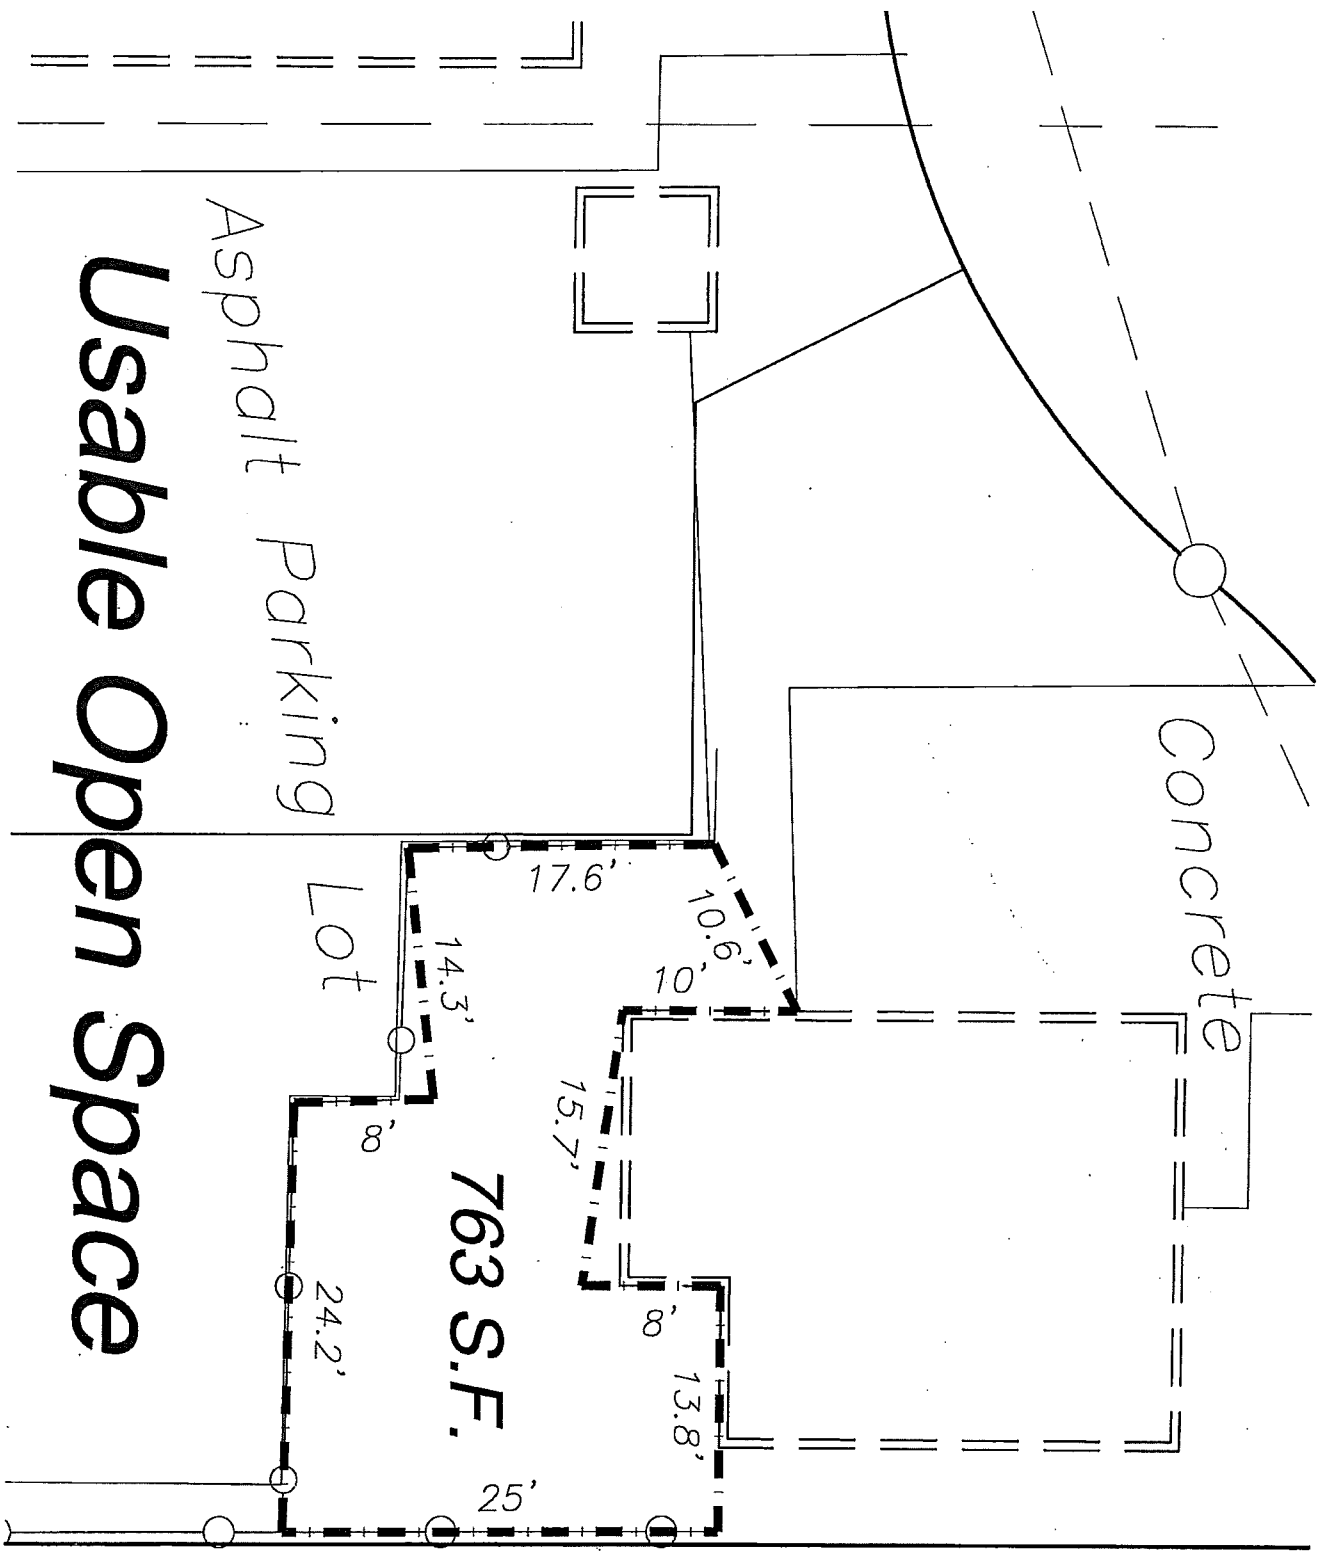 Concrete
10.6'
10'
17.6'
14.3'
15.7'
8'
13.8'
763 S.F.
8'
24.2'
25'
Asphalt Parking
Lot
Usable Open Space